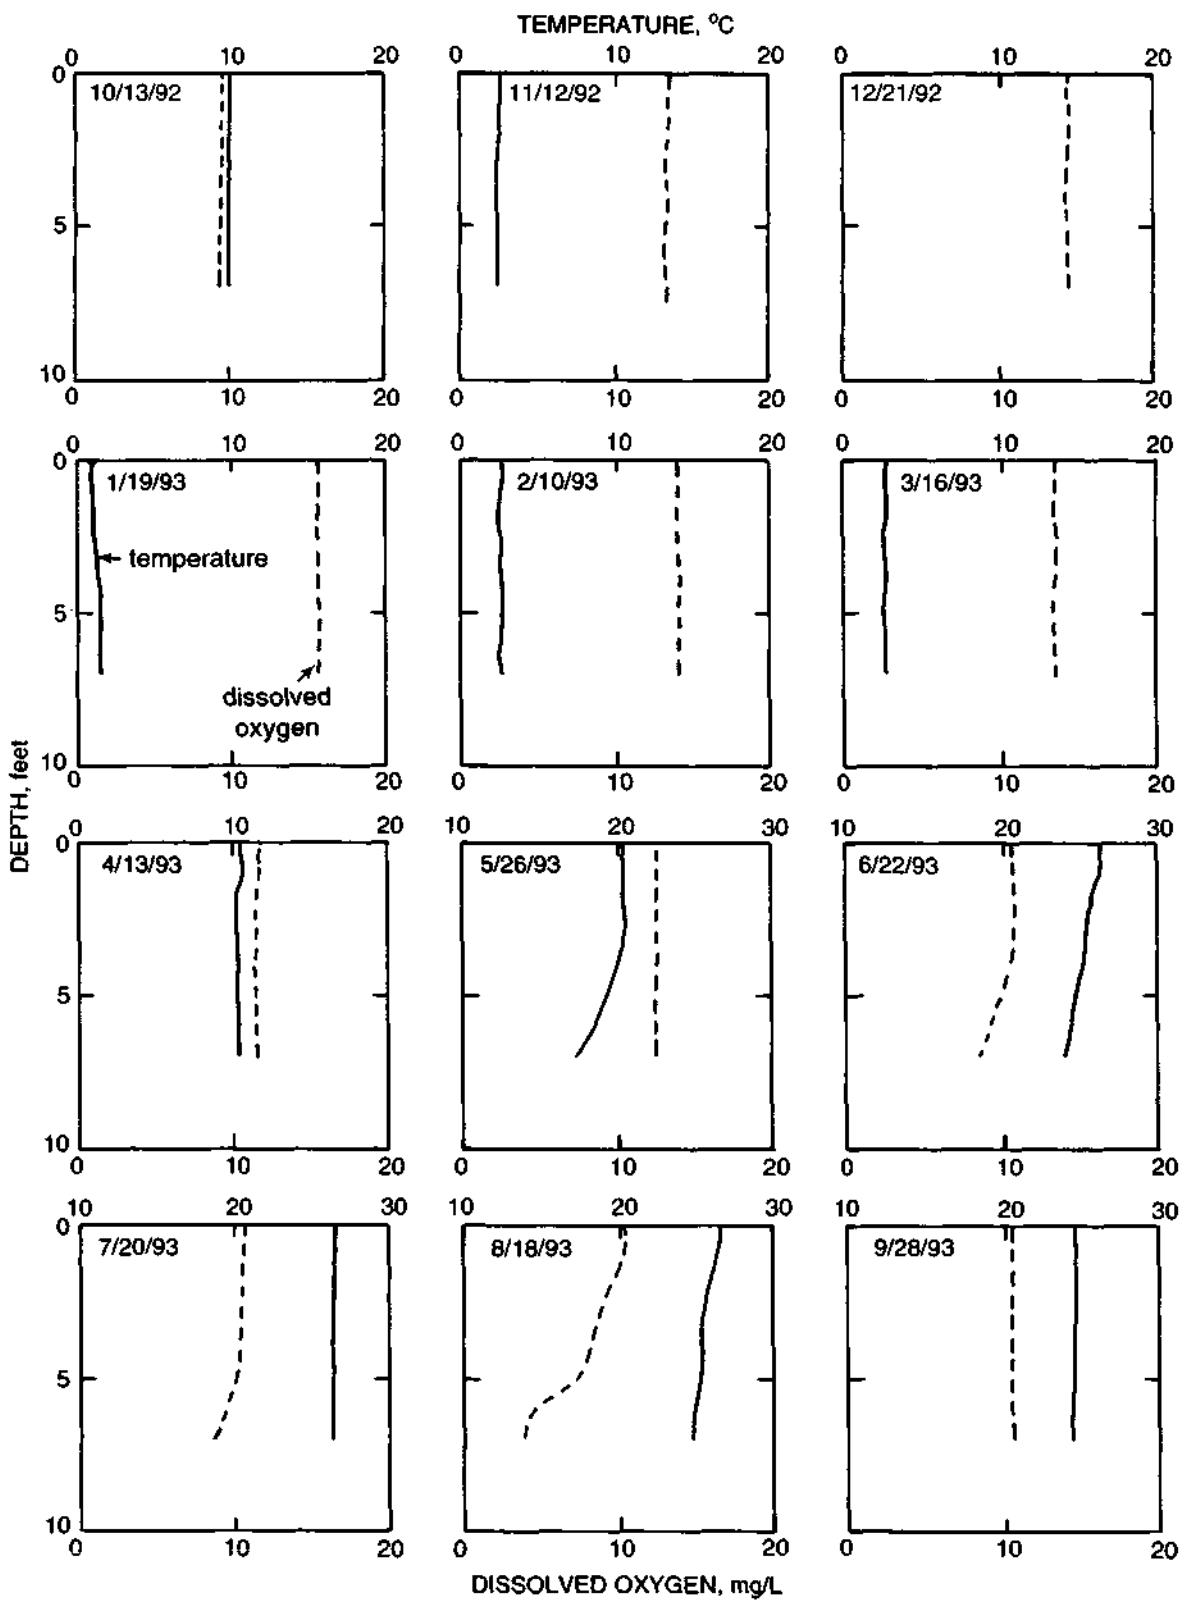 TEMPERATURE, °C
0 10 20 0 10 20 0 10 20
0
10/13/92 11/12/92 12/21/92
5
10
0 10 20 0 10 20 0 10 20
0 10 20 0 10 20 0 10 20
0
1/19/93 2/10/93 3/16/93
temperature
5
dissolved
oxygen
10
0 10 20 0 10 20 0 10 20
DEPTH, feet
0 10 20 10 20 30 10 20 30
0
4/13/93 5/26/93 6/22/93
5
10
0 10 20 0 10 20 0 10 20
10 20 30 10 20 30 10 20 30
0
7/20/93 8/18/93 9/28/93
5
10
0 10 20 0 10 20 0 10 20
DISSOLVED OXYGEN, mg/L